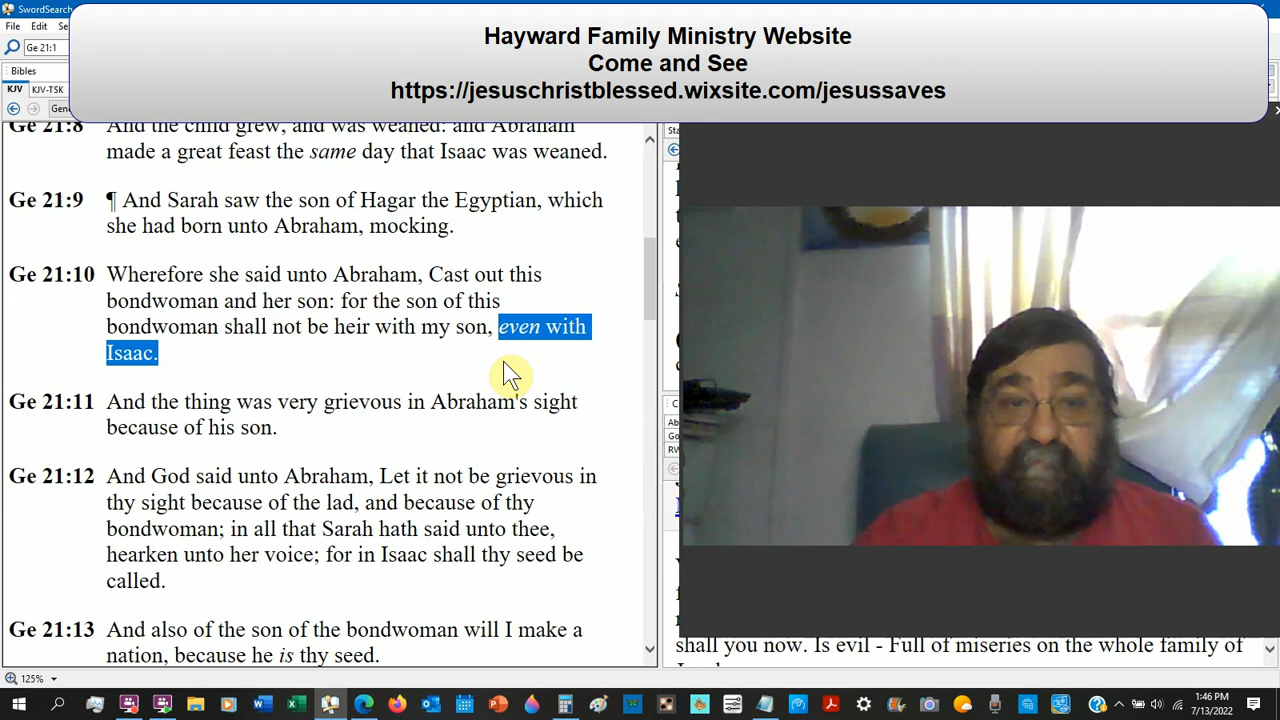 SwordSearch
File Edit Se
Hayward Family Ministry Website
Come and See
https://jesuschristblessed.wixsite.com/jesussaves
Ge 21:1
Bibles
KJV KJV-TSK
Gen
Ge 21:8 And the child grew, and was weaned: and Abraham
made a great feast the same day that Isaac was weaned.
Ge 21:9 ¶ And Sarah saw the son of Hagar the Egyptian, which
she had born unto Abraham, mocking.
Ge 21:10 Wherefore she said unto Abraham, Cast out this
bondwoman and her son: for the son of this
bondwoman shall not be heir with my son, even with
Isaac.
Ge 21:11 And the thing was very grievous in Abraham's sight
because of his son.
Ge 21:12 And God said unto Abraham, Let it not be grievous in
thy sight because of the lad, and because of thy
bondwoman; in all that Sarah hath said unto thee,
hearken unto her voice; for in Isaac shall thy seed be
called.
Ge 21:13 And also of the son of the bondwoman will I make a
nation, because he is thy seed.
Sta
Ab
Go
RW
shall you now. Is evil - Full of miseries on the whole family of
125%
1:46 PM
7/13/2022